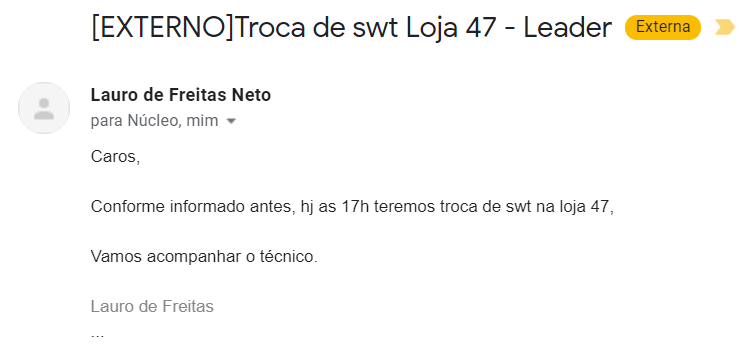 [EXTERNO]Troca de swt Loja 47 - Leader Externa
Lauro de Freitas Neto
para Núcleo, mim
Caros,
Conforme informado antes, hj as 17h teremos troca de swt na loja 47,
Vamos acompanhar o técnico.
Lauro de Freitas
...